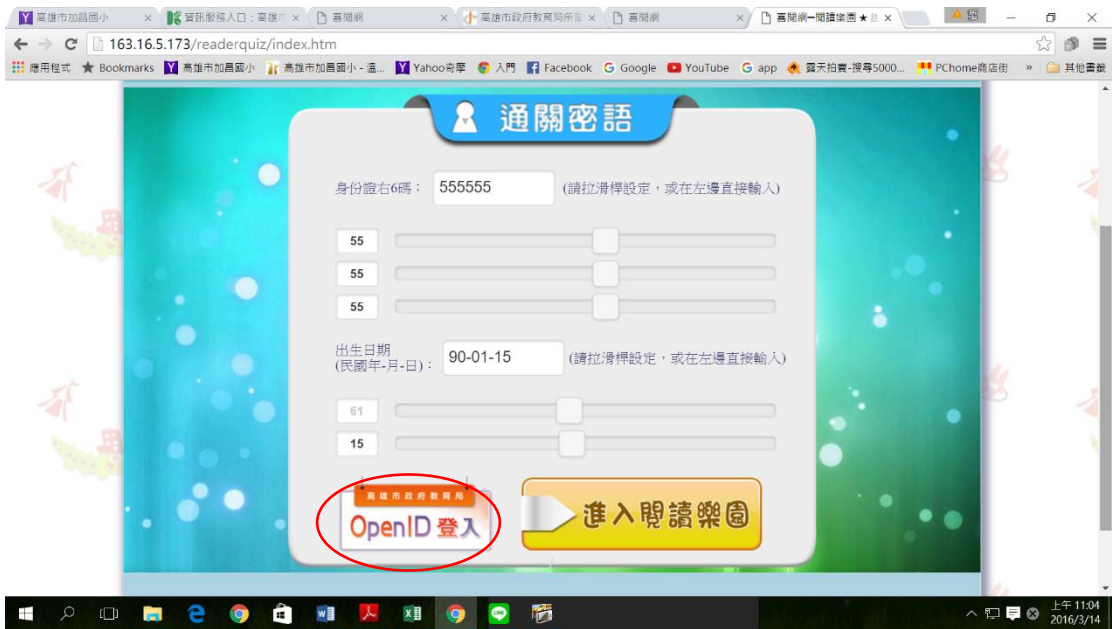 高雄市加昌國小
資訊服務入口：高雄市
喜閱網
高雄市政府教育局所屬
喜閱網
喜閱網─閱讀樂園★
163.16.5.173/readerquiz/index.htm
應用程式 Bookmarks 高雄市加昌國小 高雄市加昌國小 - 溫... Yahoo奇摩 入門 Facebook Google YouTube app 露天拍賣-搜尋5000... PChome商店街 » 其他書籤
通關密語
身份證右6碼： 555555 (請拉滑桿設定，或在左邊直接輸入)
55
55
55
出生日期
(民國年-月-日)： 90-01-15 (請拉滑桿設定，或在左邊直接輸入)
61
15
高雄市政府教育局
OpenID 登入
進入閱讀樂園
上午 11:04
2016/3/14